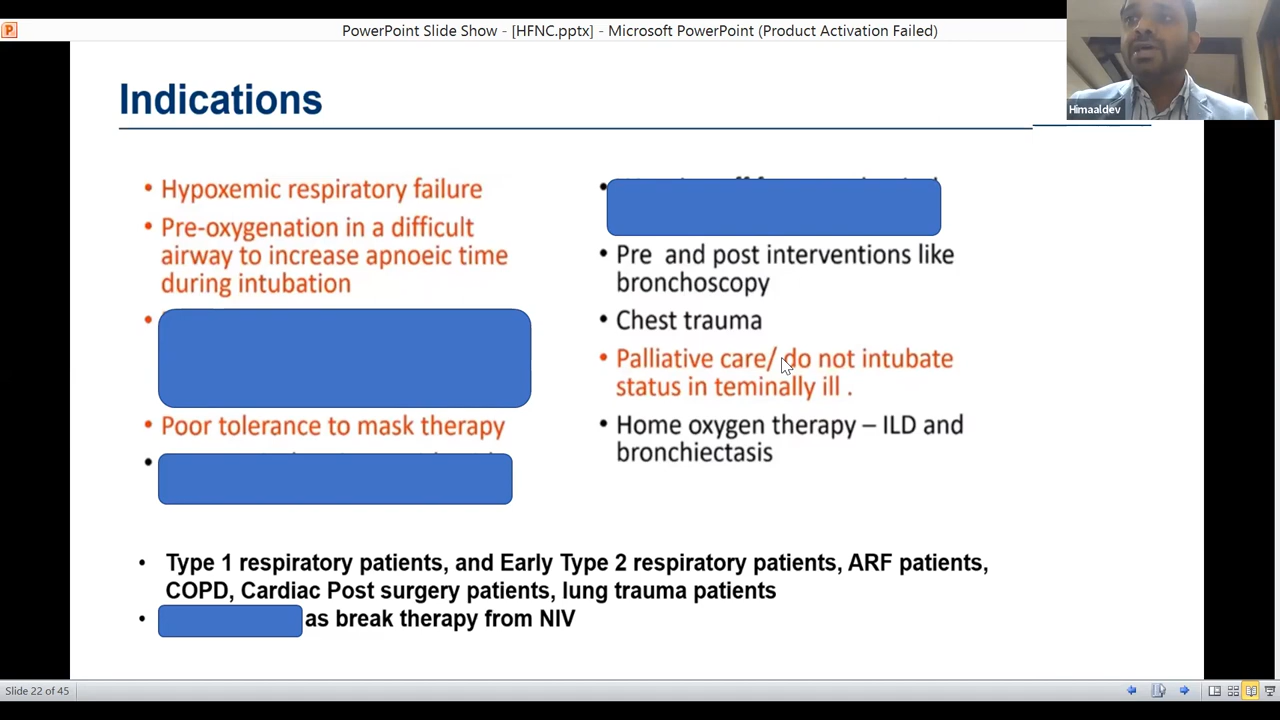 PowerPoint Slide Show - [HFNC.pptx] - Microsoft PowerPoint (Product Activation Failed)
Himaaldev
Indications
• Hypoxemic respiratory failure
• Pre-oxygenation in a difficult
airway to increase apnoeic time
during intubation
• Poor tolerance to mask therapy
• Pre and post interventions like
bronchoscopy
• Chest trauma
• Palliative care/ do not intubate
status in teminally ill .
• Home oxygen therapy – ILD and
bronchiectasis
• Type 1 respiratory patients, and Early Type 2 respiratory patients, ARF patients,
COPD, Cardiac Post surgery patients, lung trauma patients
• as break therapy from NIV
Slide 22 of 45